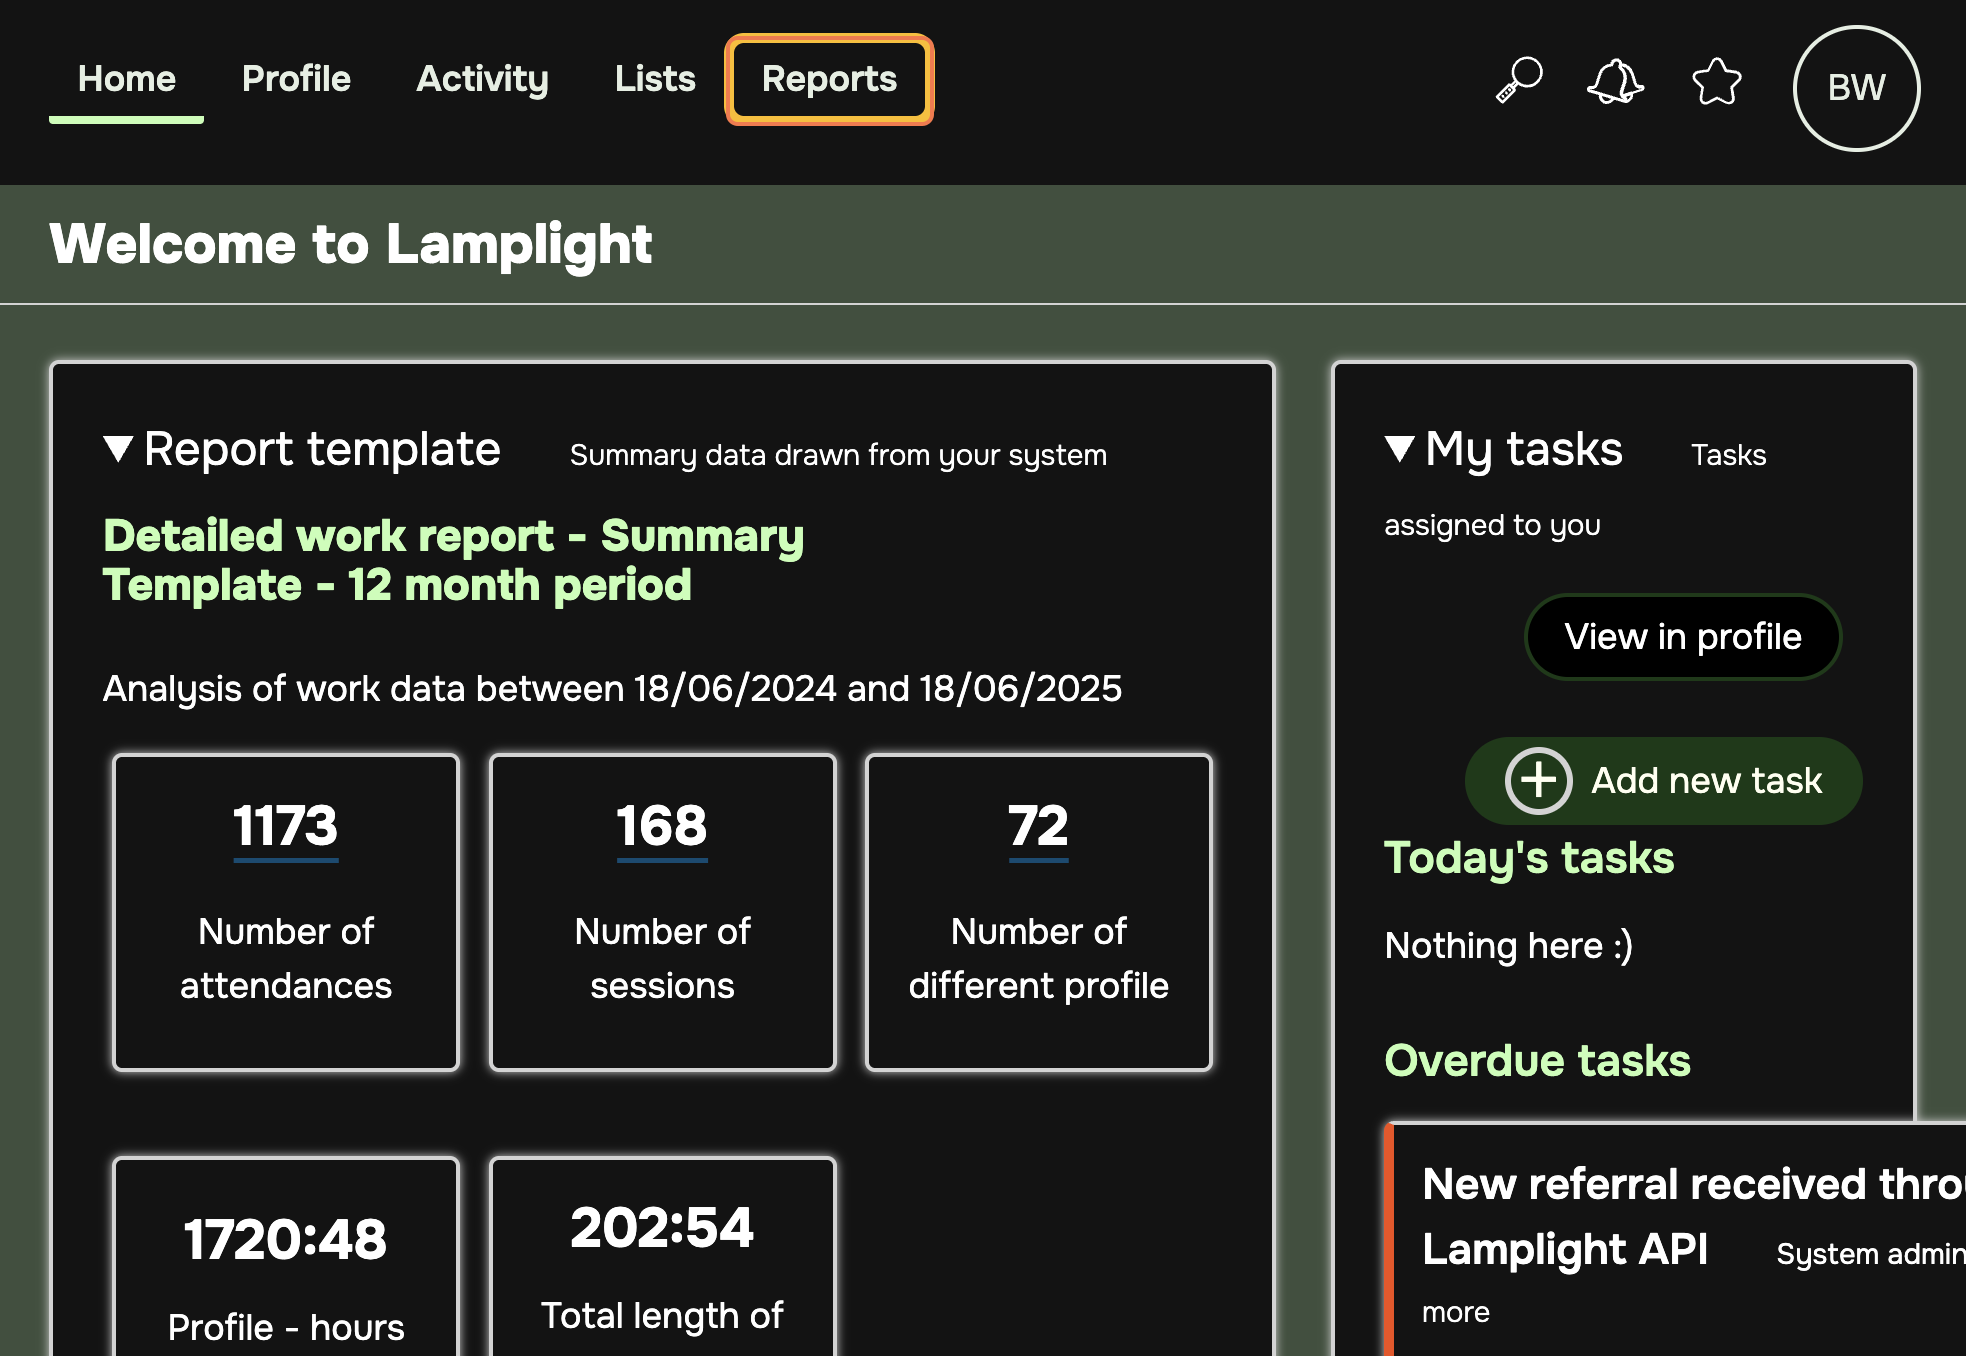 Home Profile Activity Lists Reports BW
Welcome to Lamplight
Report template Summary data drawn from your system
Detailed work report - Summary
Template - 12 month period
Analysis of work data between 18/06/2024 and 18/06/2025
1173
Number of
attendances
168
Number of
sessions
72
Number of
different profile
1720:48
Profile - hours
202:54
Total length of
My tasks Tasks
assigned to you
View in profile
Add new task
Today's tasks
Nothing here :)
Overdue tasks
New referral received throu
Lamplight API System admin
more